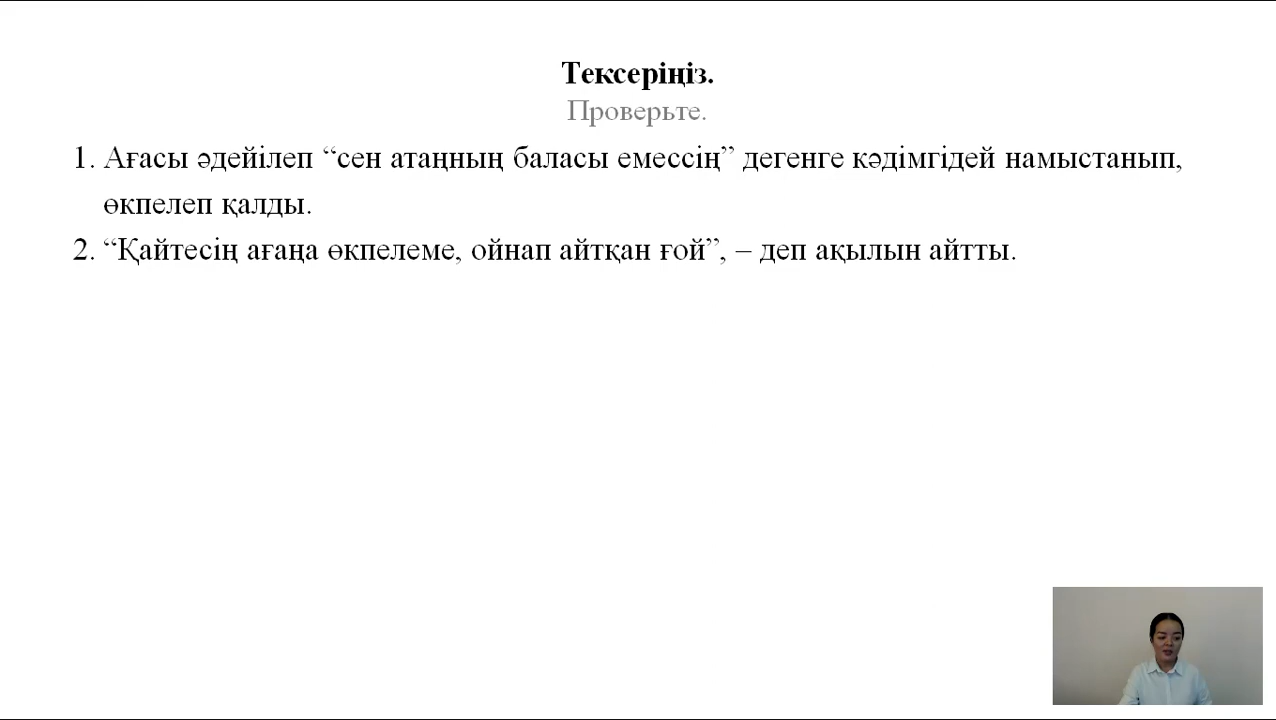 Тексеріңіз.
Проверьте.
1. Ағасы әдейілеп “сен атаңның баласы емессің” дегенге кәдімгідей намыстанып,
өкпелеп қалды.
2. “Қайтесің ағаңа өкпелеме, ойнап айтқан ғой”, – деп ақылын айтты.